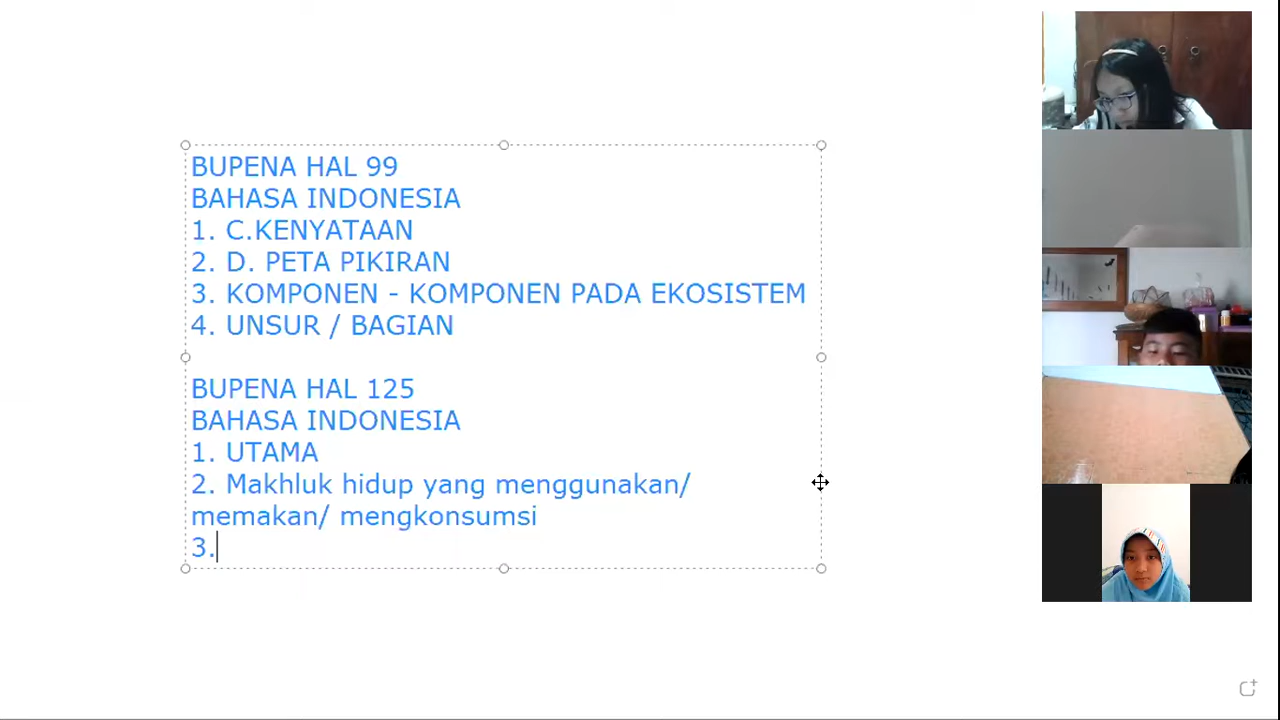 BUPENA HAL 99
BAHASA INDONESIA
1. C.KENYATAAN
2. D. PETA PIKIRAN
3. KOMPONEN - KOMPONEN PADA EKOSISTEM
4. UNSUR / BAGIAN
BUPENA HAL 125
BAHASA INDONESIA
1. UTAMA
2. Makhluk hidup yang menggunakan/
memakan/ mengkonsumsi
3.